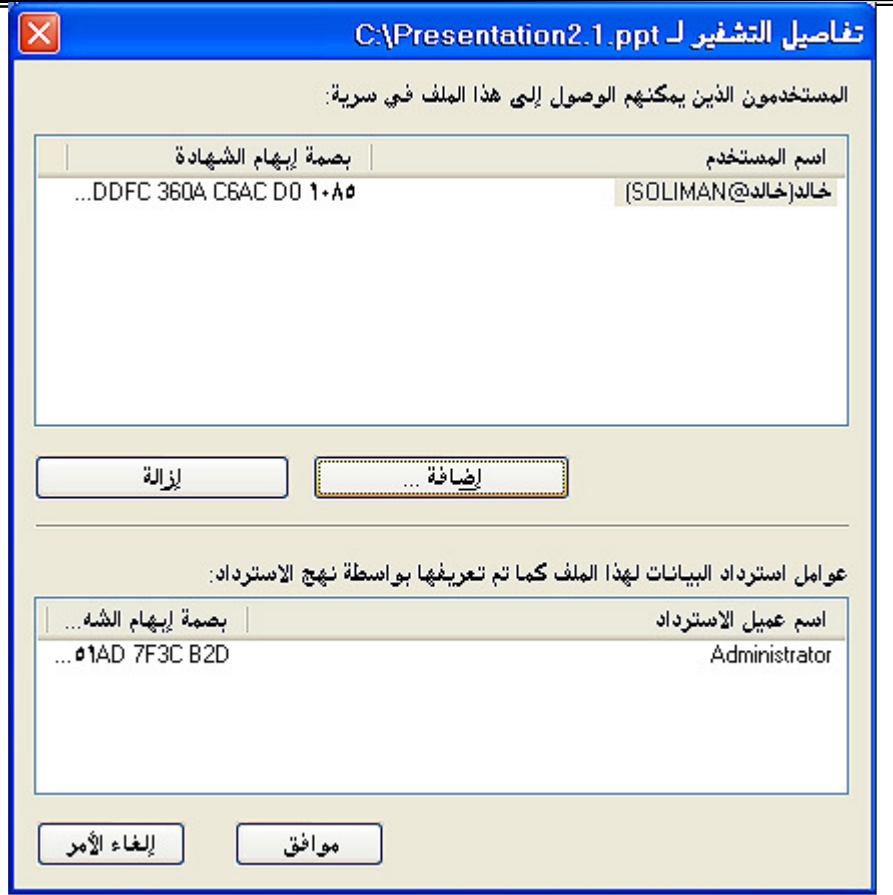 تفاصيل التشفير لـ C:\Presentation2.1.ppt
المستخدمون الذين يمكنهم الوصول إلى هذا الملف في سرية:
اسم المستخدم بصمة إبهام الشهادة
خالد(خالد@SOLIMAN) ١٠٨٥ DDFC 360A C6AC D0...
إضافة ... إزالة
عوامل استرداد البيانات لهذا الملف كما تم تعريفها بواسطة نهج الاسترداد:
اسم عميل الاسترداد بصمة إبهام الشه...
Administrator ٥١AD 7F3C B2D...
موافق إلغاء الأمر